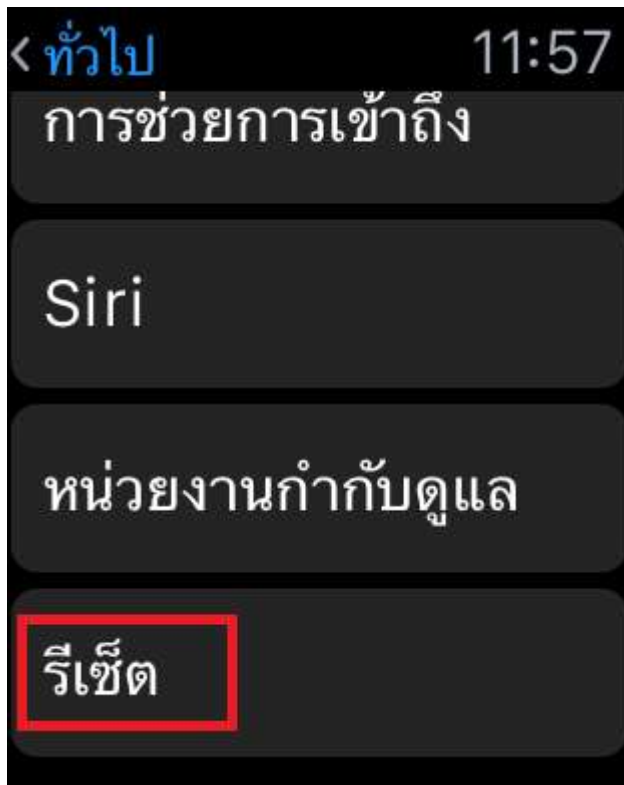 ทั่วไป 11:57
การช่วยการเข้าถึง
Siri
หน่วยงานกำกับดูแล
รีเซ็ต